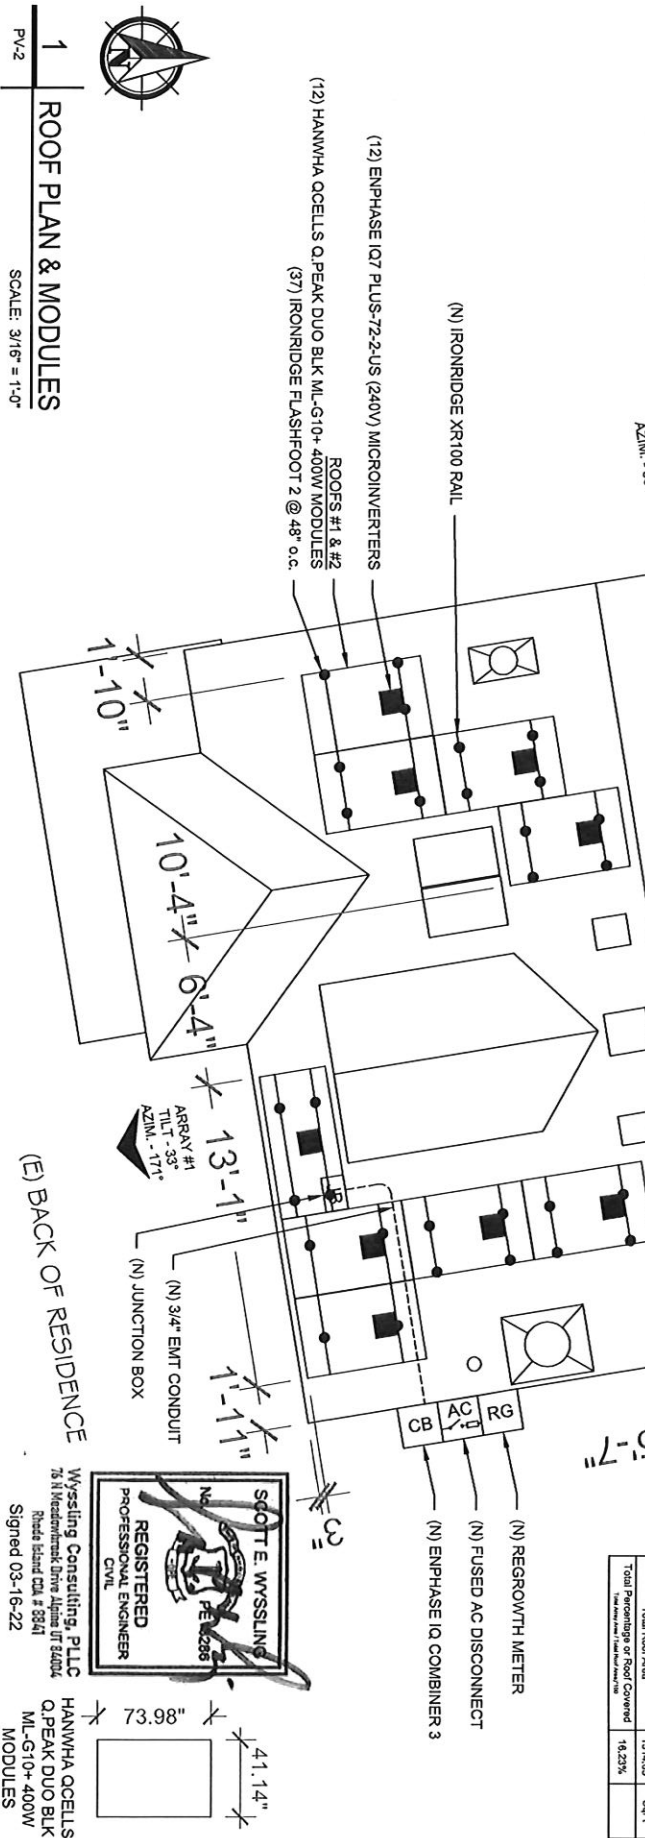 N
1
PV-2
ROOF PLAN & MODULES
SCALE: 3/16" = 1'-0"
(N) IRONRIDGE XR100 RAIL
(12) ENPHASE IQ7 PLUS-72-2-US (240V) MICROINVERTERS
ROOFS #1 & #2
(12) HANWHA QCELLS Q.PEAK DUO BLK ML-G10+ 400W MODULES
(37) IRONRIDGE FLASHFOOT 2 @ 48" o.c.
1'-10"
10'-4"
6'-4"
13'-1"
1'-11"
3"
ARRAY #1
TILT - 33°
AZIM. - 171°
(E) BACK OF RESIDENCE
(N) 3/4" EMT CONDUIT
(N) JUNCTION BOX
CB
AC
RG
(N) REGROWTH METER
(N) FUSED AC DISCONNECT
(N) ENPHASE IQ COMBINER 3
Total Percentage or Roof Covered
16.23%
SCOTT E. WYSSLING
No.
REGISTERED
PROFESSIONAL ENGINEER
CIVIL
Wyssling Consulting, PLLC
76 N Meadowbrook Drive Alpine UT 84004
Rhode Island COA # 8841
Signed 03-16-22
73.98"
41.14"
HANWHA QCELLS
Q.PEAK DUO BLK
ML-G10+ 400W
MODULES